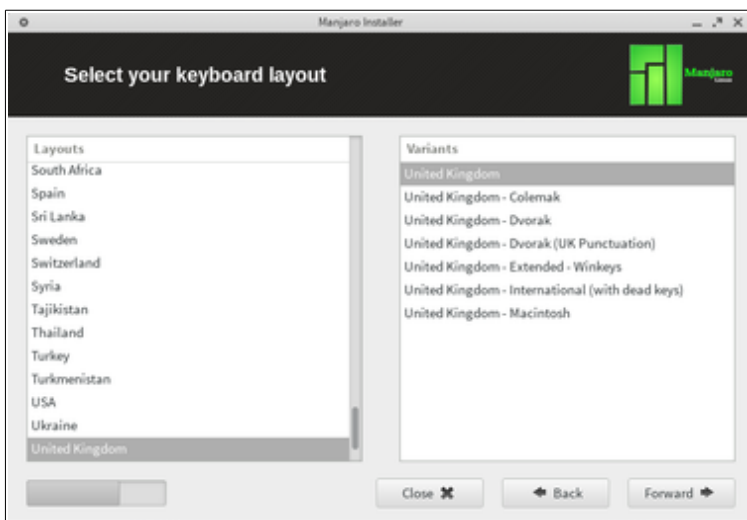 Manjaro Installer
Select your keyboard layout
Manjaro
Layouts
South Africa
Spain
Sri Lanka
Sweden
Switzerland
Syria
Tajikistan
Thailand
Turkey
Turkmenistan
USA
Ukraine
United Kingdom
Variants
United Kingdom
United Kingdom - Colemak
United Kingdom - Dvorak
United Kingdom - Dvorak (UK Punctuation)
United Kingdom - Extended - Winkeys
United Kingdom - International (with dead keys)
United Kingdom - Macintosh
Close
Back
Forward